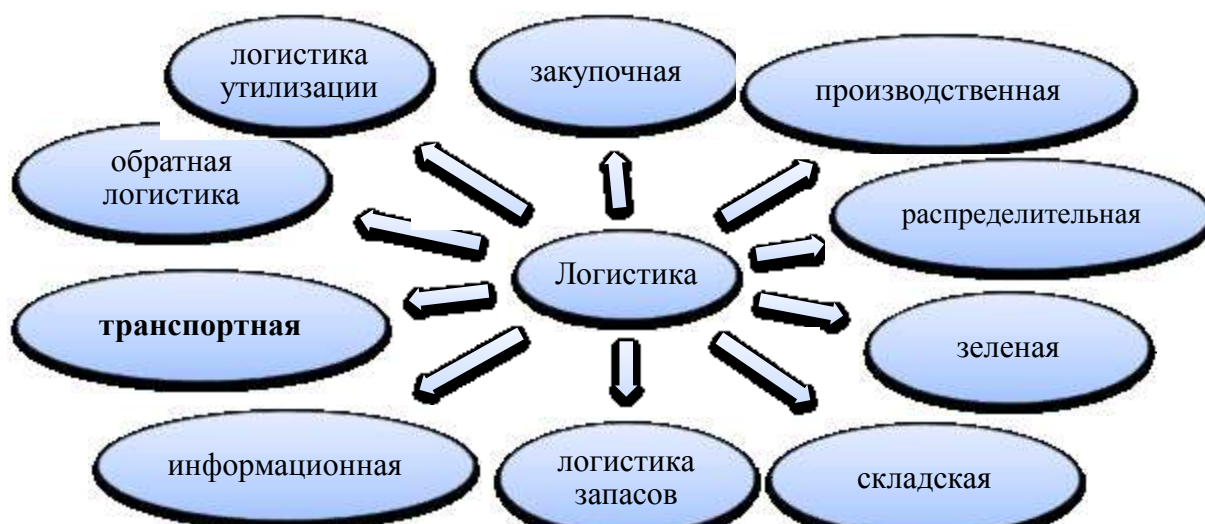 логистика
утилизации
закупочная
производственная
обратная
логистика
распределительная
Логистика
транспортная
зеленая
информационная
логистика
запасов
складская